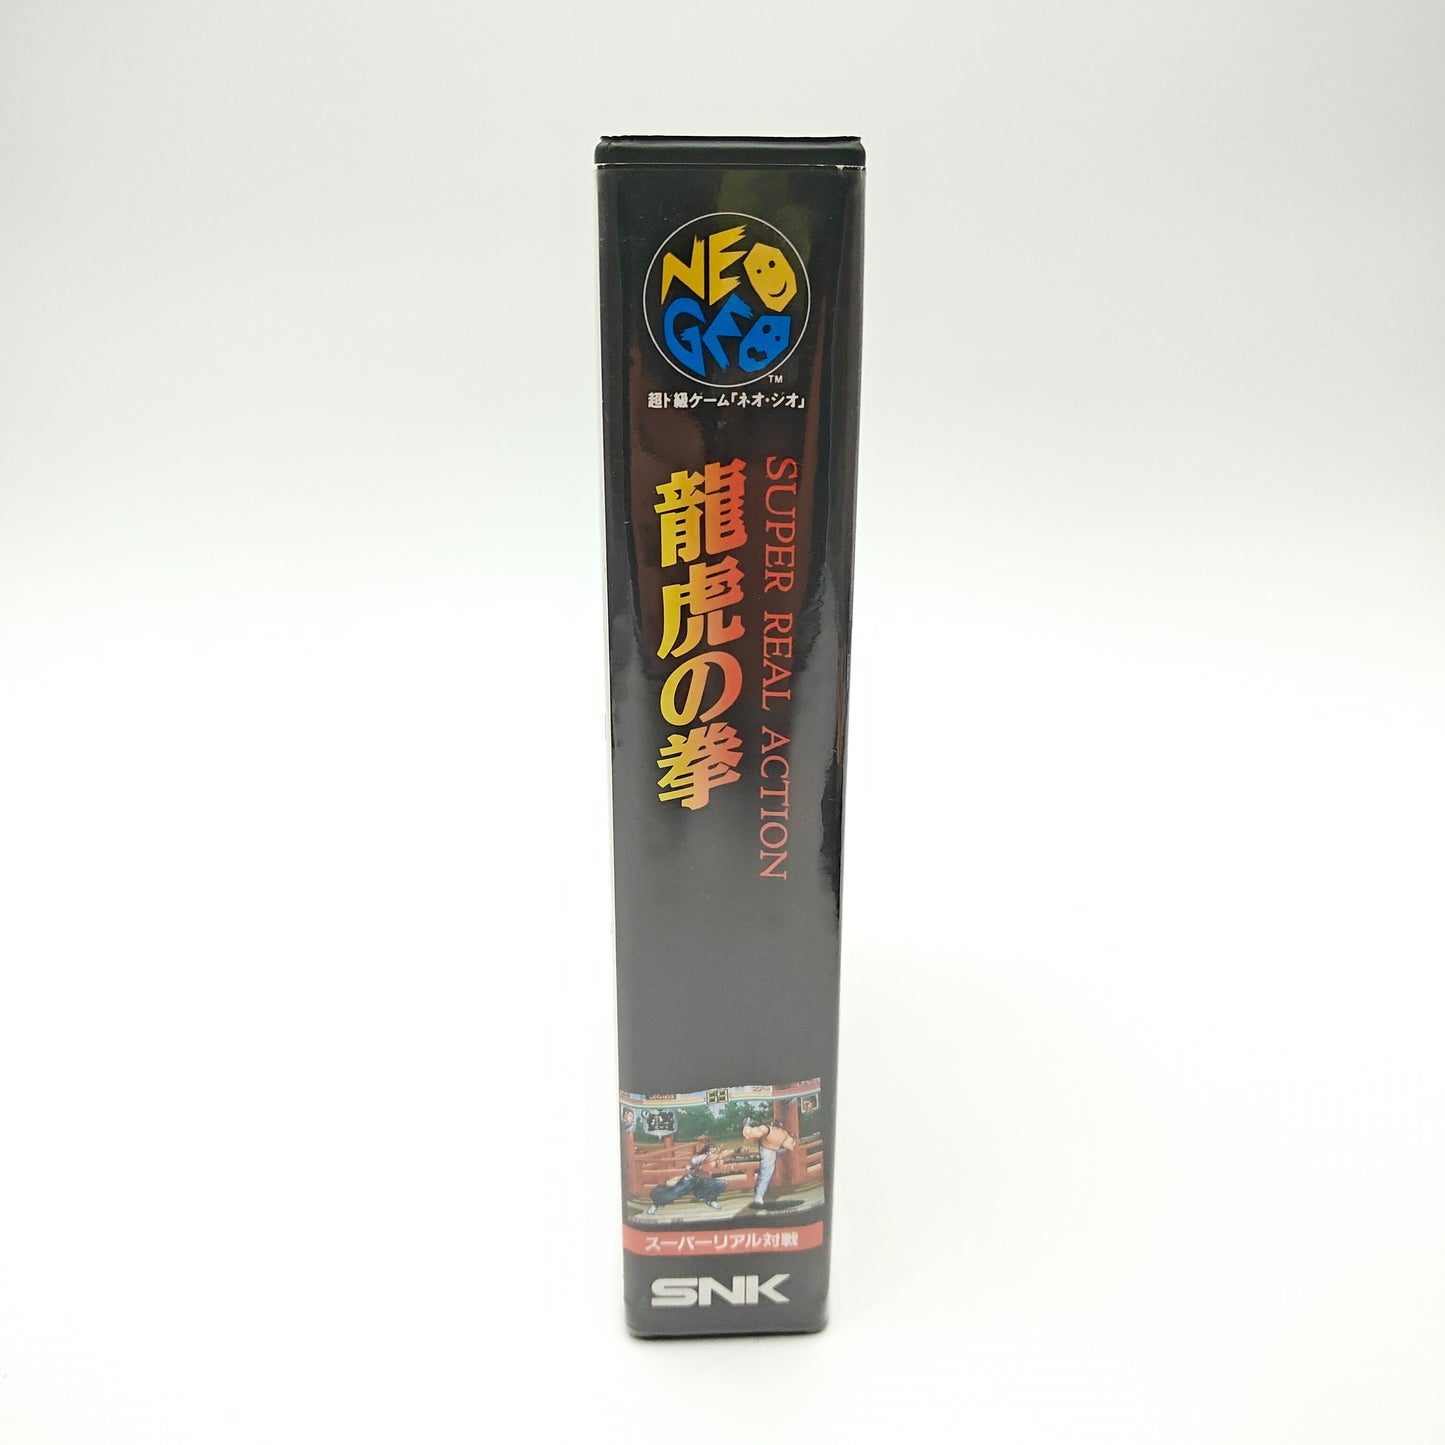 NEO
GEO
TM
超ド級ゲーム「ネオ・ジオ」
龍虎の拳
SUPER REAL ACTION
スーパーリアル対戦
SNK